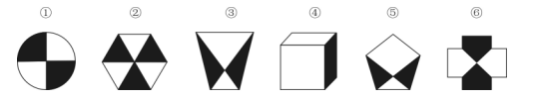 ① ② ③ ④ ⑤ ⑥